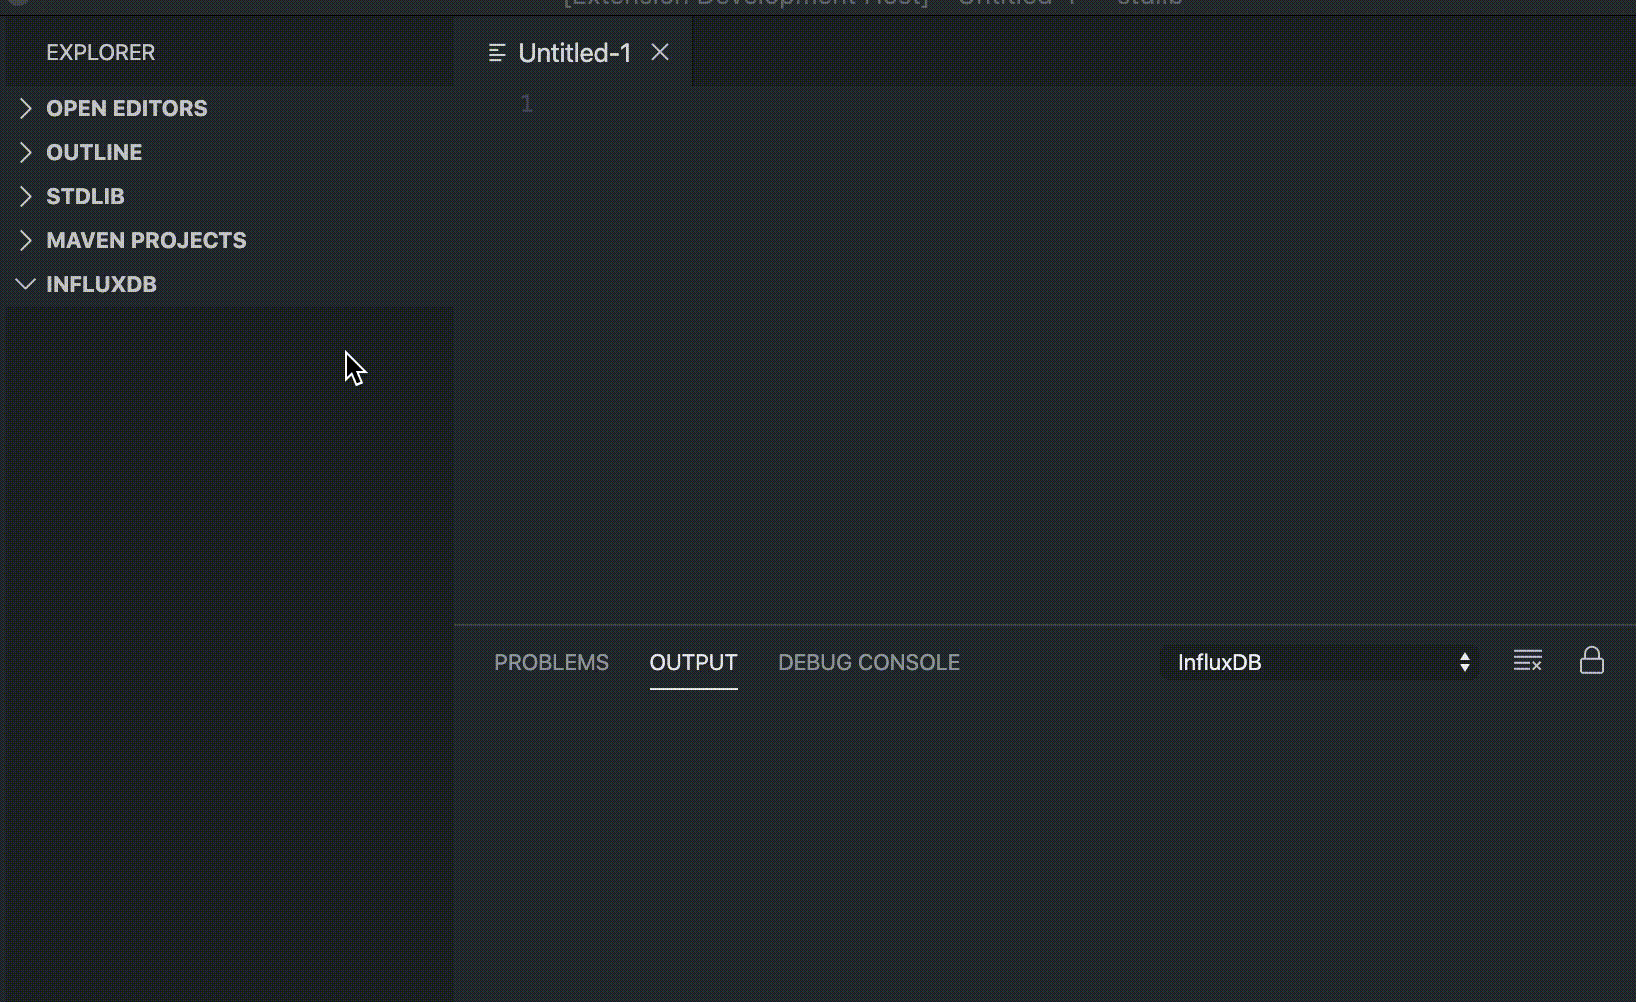 [Extension Development Host] — Untitled-1 — stdlib
EXPLORER
Untitled-1
OPEN EDITORS
OUTLINE
STDLIB
MAVEN PROJECTS
INFLUXDB
1
PROBLEMS
OUTPUT
DEBUG CONSOLE
InfluxDB